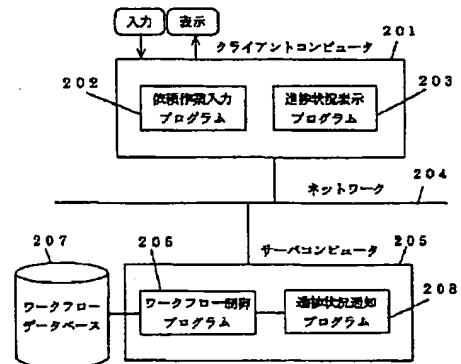 入力 表示
クライアントコンピュータ 201
202
203
依頼作業入力
プログラム
進捗状況表示
プログラム
ネットワーク 204
207
206
サーバコンピュータ 205
ワークフロー
データベース
ワークフロー制御
プログラム
進捗状況通知
プログラム
208